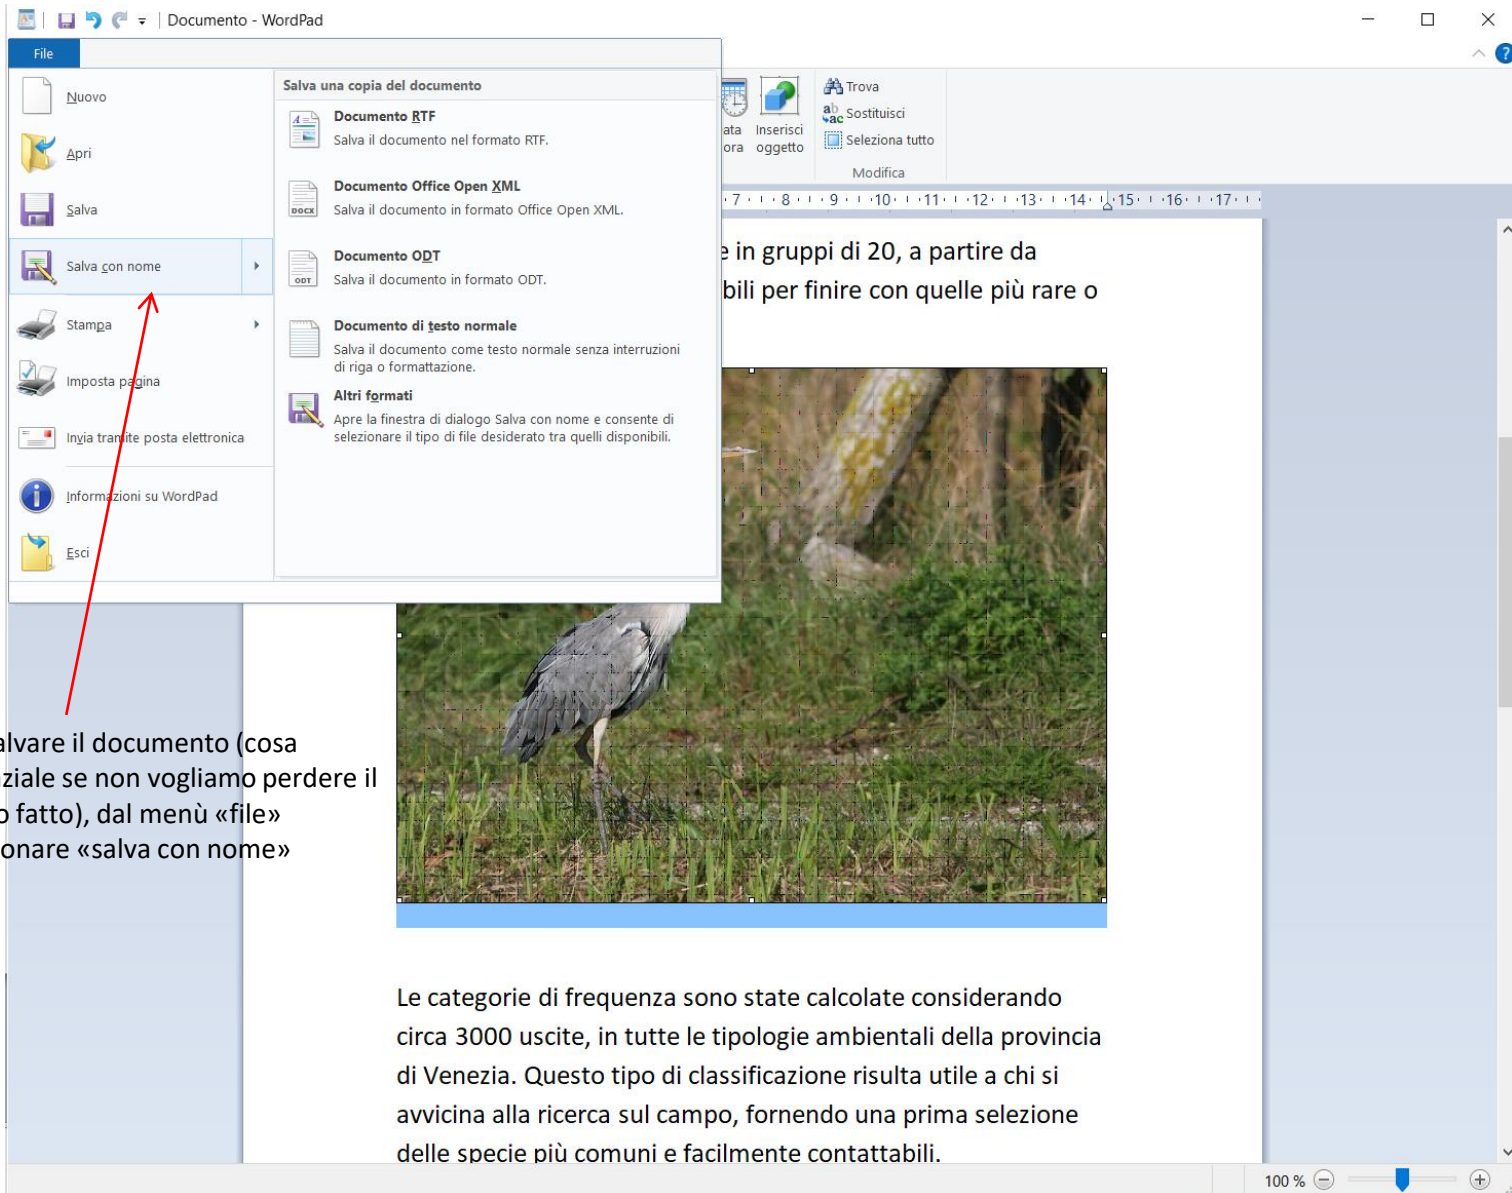 Documento - WordPad
File
Nuovo
Apri
Salva
Salva con nome
Stampa
Imposta pagina
Invia tramite posta elettronica
Informazioni su WordPad
Esci
Salva una copia del documento
Documento RTF
Salva il documento nel formato RTF.
Documento Office Open XML
Salva il documento in formato Office Open XML.
Documento ODT
Salva il documento in formato ODT.
Documento di testo normale
Salva il documento come testo normale senza interruzioni
di riga o formattazione.
Altri formati
Apre la finestra di dialogo Salva con nome e consente di
selezionare il tipo di file desiderato tra quelli disponibili.
ata
ora
Inserisci
oggetto
Trova
Sostituisci
Seleziona tutto
Modifica
7 8 9 10 11 12 13 14 15 16 17
e in gruppi di 20, a partire da
bili per finire con quelle più rare o
alvare il documento (cosa
nziale se non vogliamo perdere il
o fatto), dal menù «file»
onare «salva con nome»
Le categorie di frequenza sono state calcolate considerando
circa 3000 uscite, in tutte le tipologie ambientali della provincia
di Venezia. Questo tipo di classificazione risulta utile a chi si
avvicina alla ricerca sul campo, fornendo una prima selezione
delle specie più comuni e facilmente contattabili.
100 %